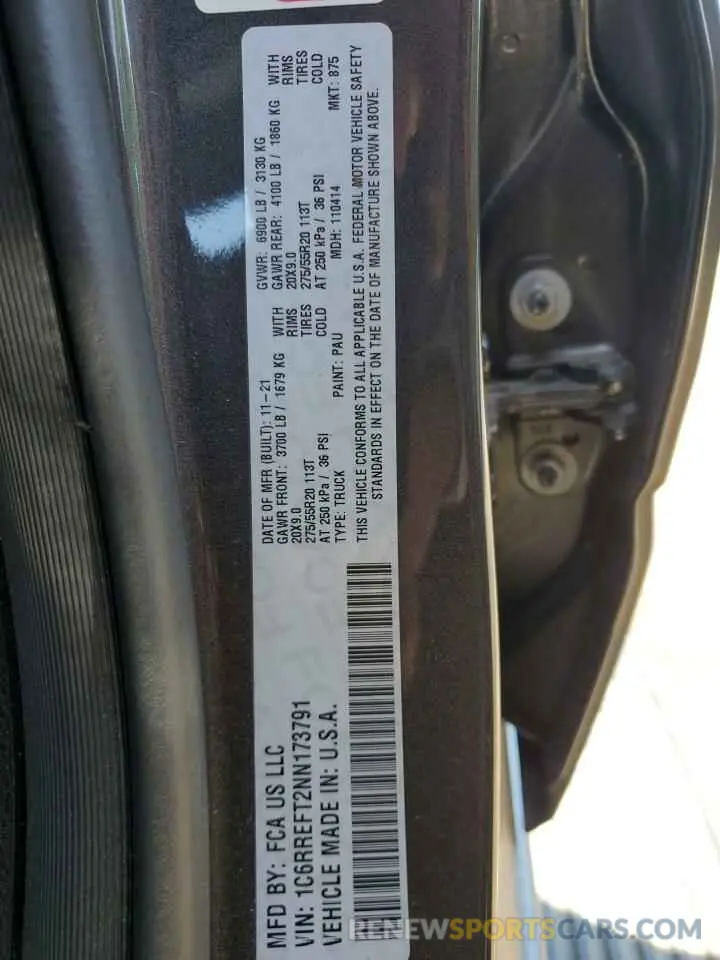 MFD BY: FCA US LLC
VIN: 1C6RREFT2NN173791
VEHICLE MADE IN: U.S.A.
DATE OF MFR (BUILT): 11-21 GVWR: 6900 LB / 3130 KG
GAWR FRONT: 3700 LB / 1679 KG WITH GAWR REAR: 4100 LB / 1860 KG WITH
20X9.0 RIMS 20X9.0 RIMS
275/55R20 113T TIRES 275/55R20 113T TIRES
AT 250 kPa / 36 PSI COLD AT 250 kPa / 36 PSI COLD
TYPE: TRUCK PAINT: PAU MDH: 110414 MKT: 875
THIS VEHICLE CONFORMS TO ALL APPLICABLE U.S.A. FEDERAL MOTOR VEHICLE SAFETY
STANDARDS IN EFFECT ON THE DATE OF MANUFACTURE SHOWN ABOVE.
RENEWSPORTSCARS.COM